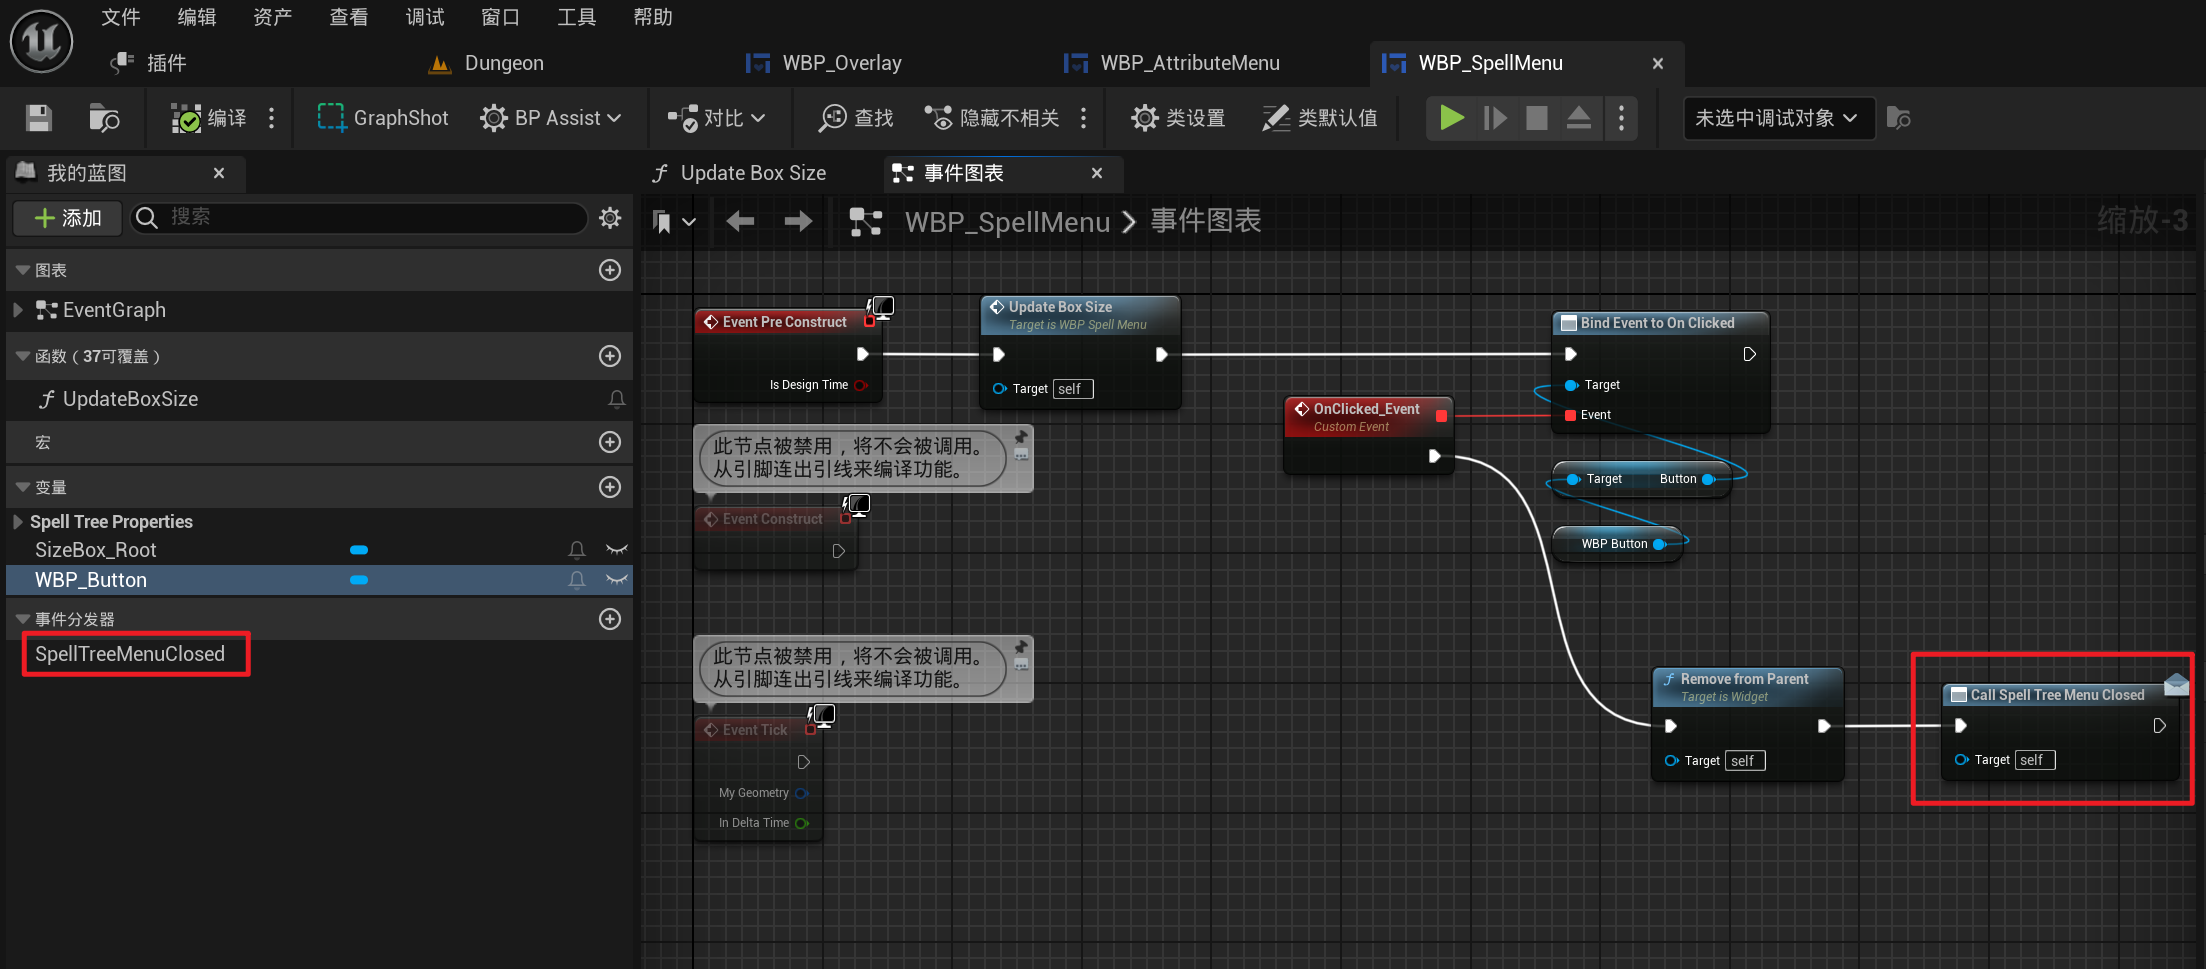 文件 编辑 资产 查看 调试 窗口 工具 帮助
插件 Dungeon WBP_Overlay WBP_AttributeMenu WBP_SpellMenu
编译 GraphShot BP Assist 对比 查找 隐藏不相关 类设置 类默认值 未选中调试对象
我的蓝图
Update Box Size 事件图表
添加 搜索
WBP_SpellMenu 事件图表 缩放-3
图表
EventGraph
函数（37可覆盖）
UpdateBoxSize
宏
变量
Spell Tree Properties
SizeBox_Root
WBP_Button
事件分发器
SpellTreeMenuClosed
Event Pre Construct
Is Design Time
Update Box Size
Target is WBP Spell Menu
Target self
Bind Event to On Clicked
Target
Event
OnClicked_Event
Custom Event
Target Button
WBP Button
此节点被禁用，将不会被调用。
从引脚连出引线来编译功能。
Event Construct
此节点被禁用，将不会被调用。
从引脚连出引线来编译功能。
Event Tick
My Geometry
In Delta Time
Remove from Parent
Target is Widget
Target self
Call Spell Tree Menu Closed
Target self